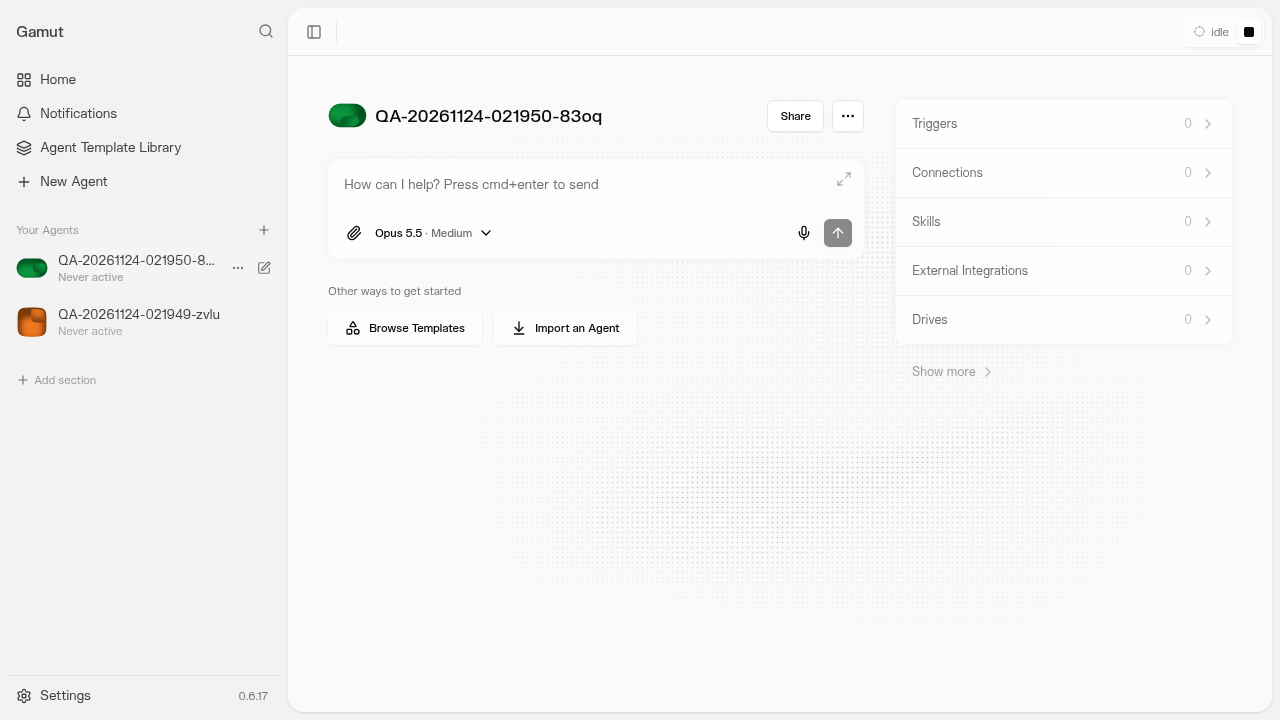 Gamut
Home
Notifications
Agent Template Library
New Agent
Your Agents
QA-20261124-021950-8...
Never active
QA-20261124-021949-zvlu
Never active
Add section
Settings
0.6.17
idle
QA-20261124-021950-83oq
Share
How can I help? Press cmd+enter to send
Opus 5.5 · Medium
Other ways to get started
Browse Templates
Import an Agent
Triggers 0
Connections 0
Skills 0
External Integrations 0
Drives 0
Show more